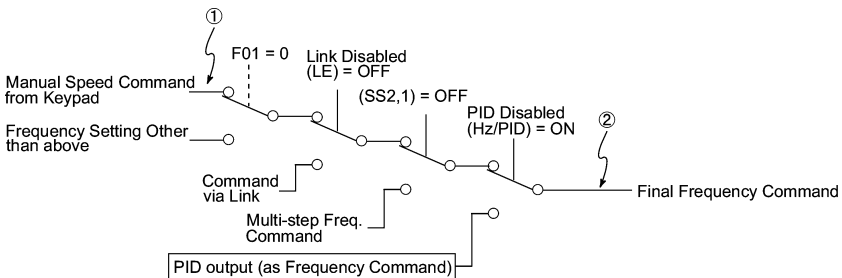 ①
F01 = 0
Link Disabled
(LE) = OFF
Manual Speed Command
from Keypad
(SS2,1) = OFF
PID Disabled
(Hz/PID) = ON
②
Frequency Setting Other
than above
Command
via Link
Final Frequency Command
Multi-step Freq.
Command
PID output (as Frequency Command)